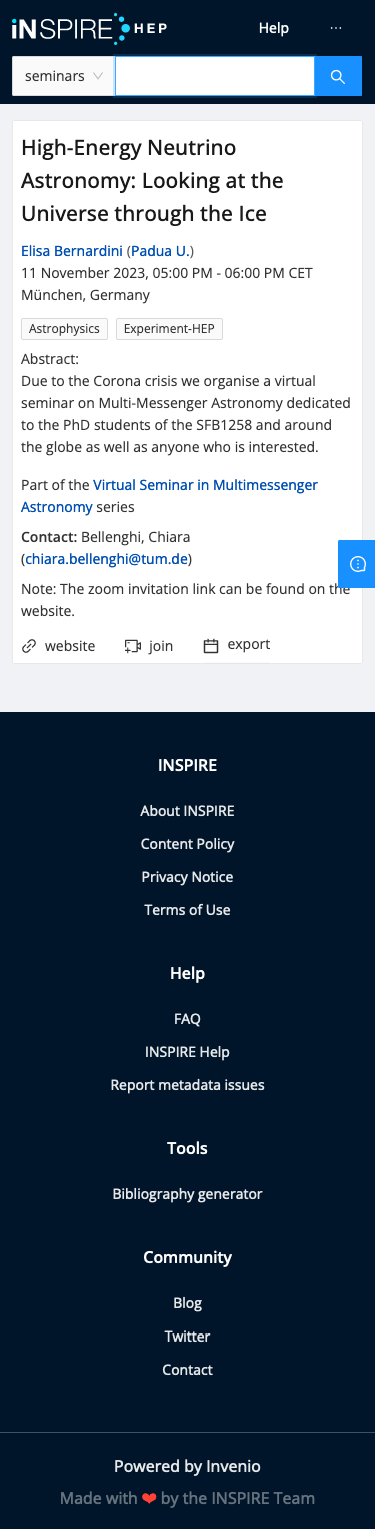 iNSPIRE HEP
Help
···
seminars
High-Energy Neutrino
Astronomy: Looking at the
Universe through the Ice
Elisa Bernardini (Padua U.)
11 November 2023, 05:00 PM - 06:00 PM CET
München, Germany
Astrophysics Experiment-HEP
Abstract:
Due to the Corona crisis we organise a virtual
seminar on Multi-Messenger Astronomy dedicated
to the PhD students of the SFB1258 and around
the globe as well as anyone who is interested.
Part of the Virtual Seminar in Multimessenger
Astronomy series
Contact: Bellenghi, Chiara
(chiara.bellenghi@tum.de)
Note: The zoom invitation link can be found on the
website.
website join export
INSPIRE
About INSPIRE
Content Policy
Privacy Notice
Terms of Use
Help
FAQ
INSPIRE Help
Report metadata issues
Tools
Bibliography generator
Community
Blog
Twitter
Contact
Powered by Invenio
Made with ❤ by the INSPIRE Team